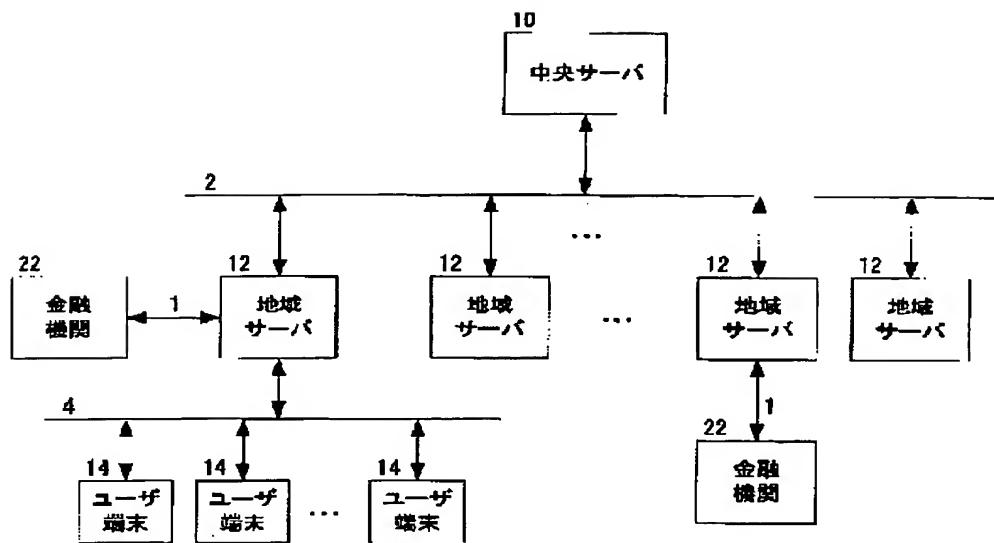 10
中央サーバ
2
...
22
12
12
12
12
金融
機関
1
地域
サーバ
地域
サーバ
...
地域
サーバ
地域
サーバ
4
1
22
14
14
14
金融
機関
ユーザ
端末
ユーザ
端末
...
ユーザ
端末